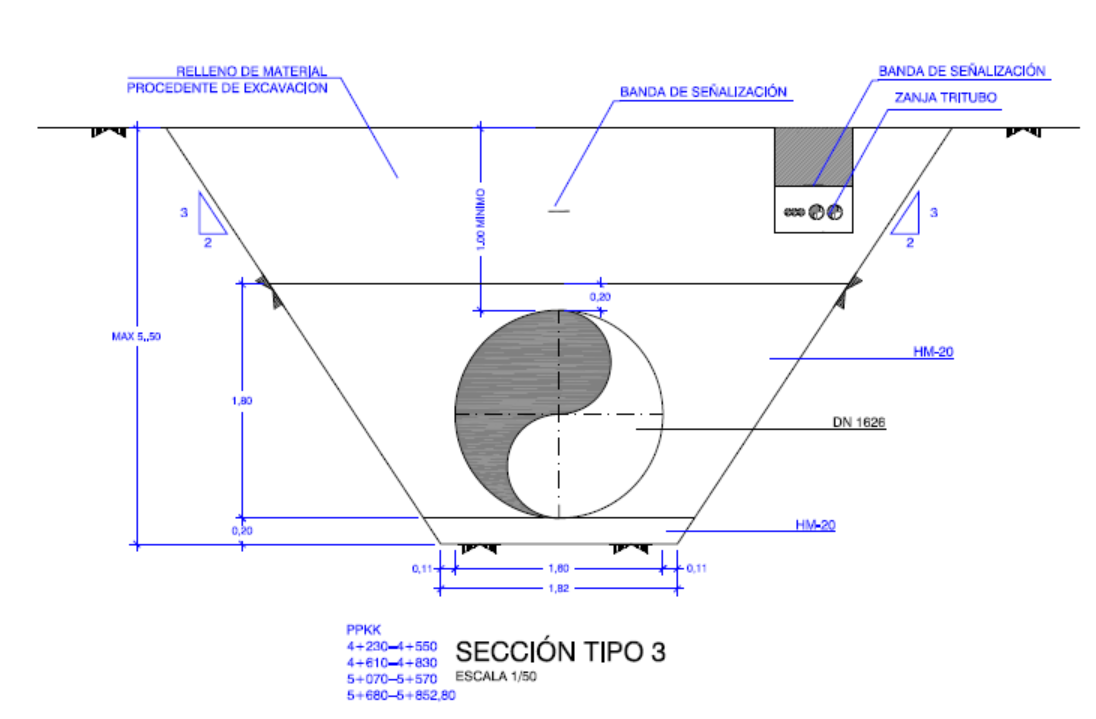 RELLENO DE MATERIAL
PROCEDENTE DE EXCAVACION
BANDA DE SEÑALIZACIÓN
BANDA DE SEÑALIZACIÓN
ZANJA TRITUBO
1,00 MÍNIMO
3
2
3
2
0,20
MAX 5,,50
HM-20
1,80
DN 1626
HM-20
0,20
0,11
1,60
0,11
1,82
PPKK
4+230-4+550
4+610-4+830
5+070-5+570
5+680-5+852,80
SECCIÓN TIPO 3
ESCALA 1/50